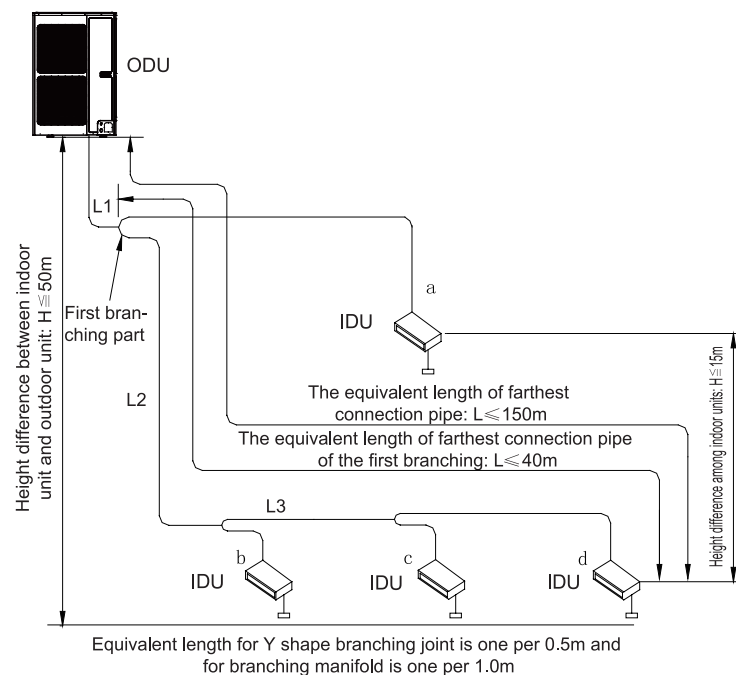 ODU
L1
First bran-
ching part
Height difference between indoor
unit and outdoor unit: H≦50m
a
IDU
L2
The equivalent length of farthest
connection pipe: L≤150m
The equivalent length of farthest connection pipe
of the first branching: L≤40m
Height difference among indoor units: H≦15m
L3
b
IDU
c
IDU
d
IDU
Equivalent length for Y shape branching joint is one per 0.5m and
for branching manifold is one per 1.0m